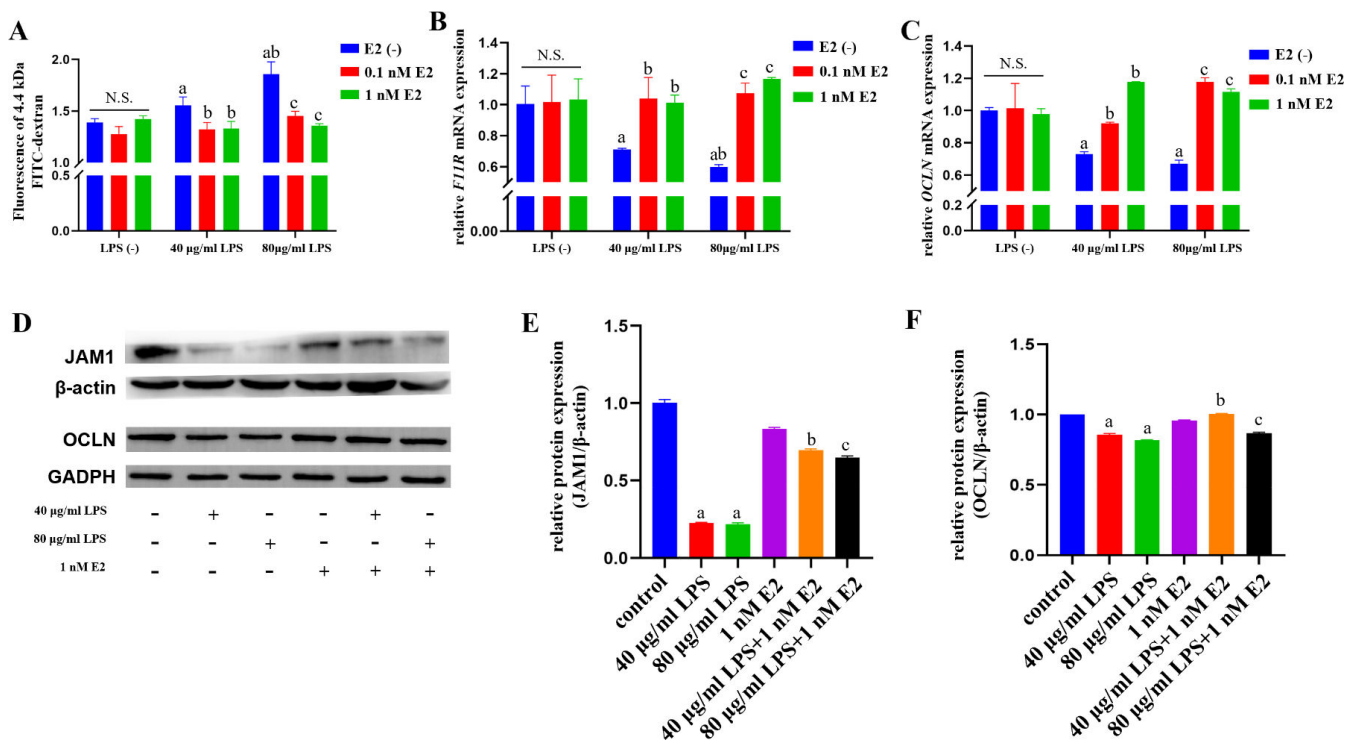 A
Fluorescence of 4.4 kDa
FITC-dextran
2.0
1.5
1.0
0.5
0.0
N.S.
a
b
b
ab
c
c
LPS (-)
40 μg/ml LPS
80μg/ml LPS
E2 (-)
0.1 nM E2
1 nM E2
B
relative F11R mRNA expression
1.4
1.2
1.0
0.8
0.6
0.00
N.S.
a
b
b
ab
c
c
LPS (-)
40 μg/ml LPS
80μg/ml LPS
E2 (-)
0.1 nM E2
1 nM E2
C
relative OCLN mRNA expression
1.4
1.2
1.0
0.8
0.6
0.4
0.2
0.0
N.S.
a
b
b
a
c
c
LPS (-)
40 μg/ml LPS
80μg/ml LPS
E2 (-)
0.1 nM E2
1 nM E2
D
JAM1
β-actin
OCLN
GADPH
40 μg/ml LPS - + - - + -
80 μg/ml LPS - - + - - +
1 nM E2 - - - + + +
E
relative protein expression
(JAM1/β-actin)
1.5
1.0
0.5
0.0
a
a
b
c
control
40 μg/ml LPS
80 μg/ml LPS
1 nM E2
40 μg/ml LPS+1 nM E2
80 μg/ml LPS+1 nM E2
F
relative protein expression
(OCLN/β-actin)
1.5
1.0
0.5
0.0
a
a
b
c
control
40 μg/ml LPS
80 μg/ml LPS
1 nM E2
40 μg/ml LPS+1 nM E2
80 μg/ml LPS+1 nM E2